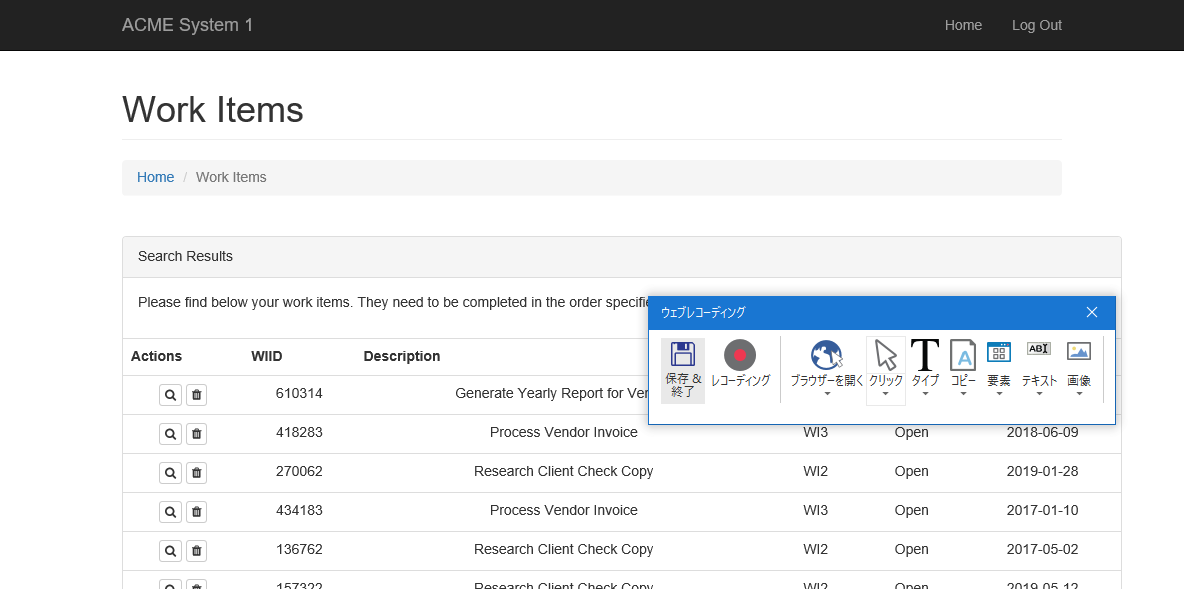 ACME System 1 Home Log Out
Work Items
Home / Work Items
Search Results
Please find below your work items. They need to be completed in the order
ウェブレコーディング
保存 & 終了 レコーディング ブラウザーを開く クリック タイプ コピー 要素 テキスト 画像
Actions WIID Description
610314 Generate Yearly Report for
418283 Process Vendor Invoice WI3 Open 2018-06-09
270062 Research Client Check Copy WI2 Open 2019-01-28
434183 Process Vendor Invoice WI3 Open 2017-01-10
136762 Research Client Check Copy WI2 Open 2017-05-02
157322 Research Client Check Copy WI2 Open 2019-05-12